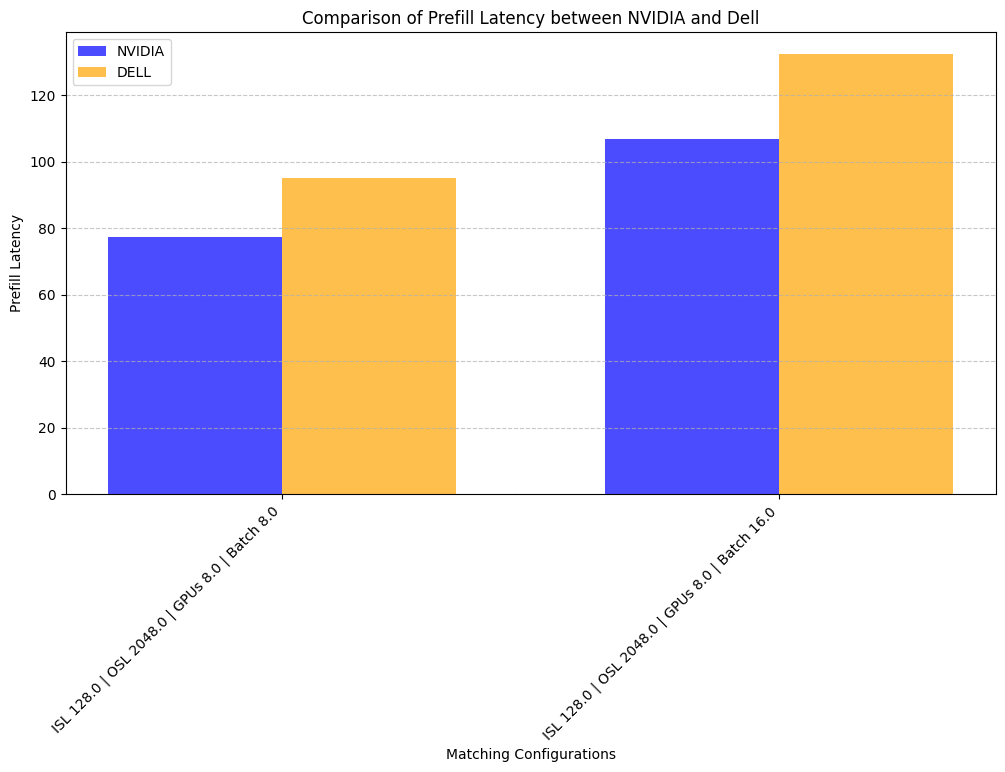 Comparison of Prefill Latency between NVIDIA and Dell
NVIDIA
DELL
Prefill Latency
120
100
80
60
40
20
0
ISL 128.0 | OSL 2048.0 | GPUs 8.0 | Batch 8.0
ISL 128.0 | OSL 2048.0 | GPUs 8.0 | Batch 16.0
Matching Configurations